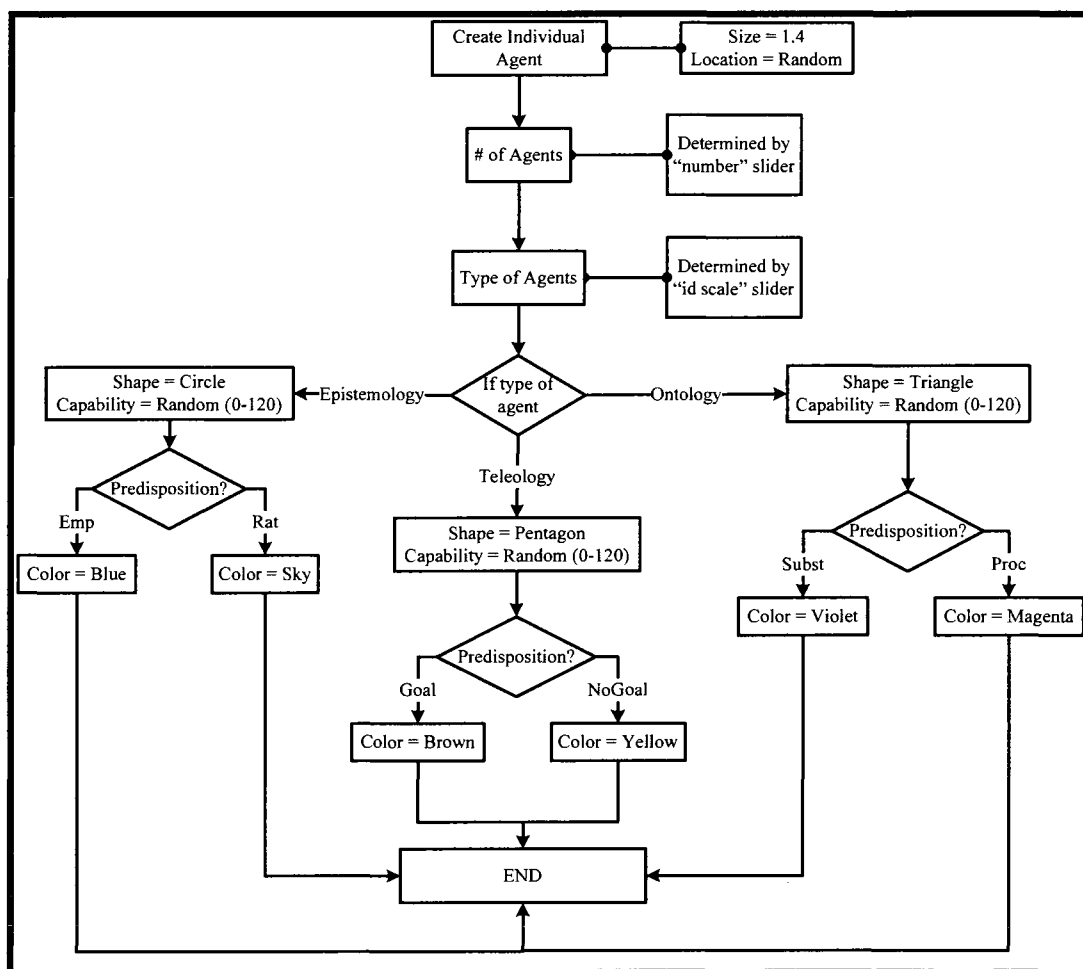 Create Individual
Agent
Size = 1.4
Location = Random
# of Agents
Determined by
“number” slider
Type of Agents
Determined by
“id scale” slider
If type of
agent
Epistemology
Ontology
Teleology
Shape = Circle
Capability = Random (0-120)
Predisposition?
Emp
Rat
Color = Blue
Color = Sky
Shape = Pentagon
Capability = Random (0-120)
Predisposition?
Goal
NoGoal
Color = Brown
Color = Yellow
Shape = Triangle
Capability = Random (0-120)
Predisposition?
Subst
Proc
Color = Violet
Color = Magenta
END